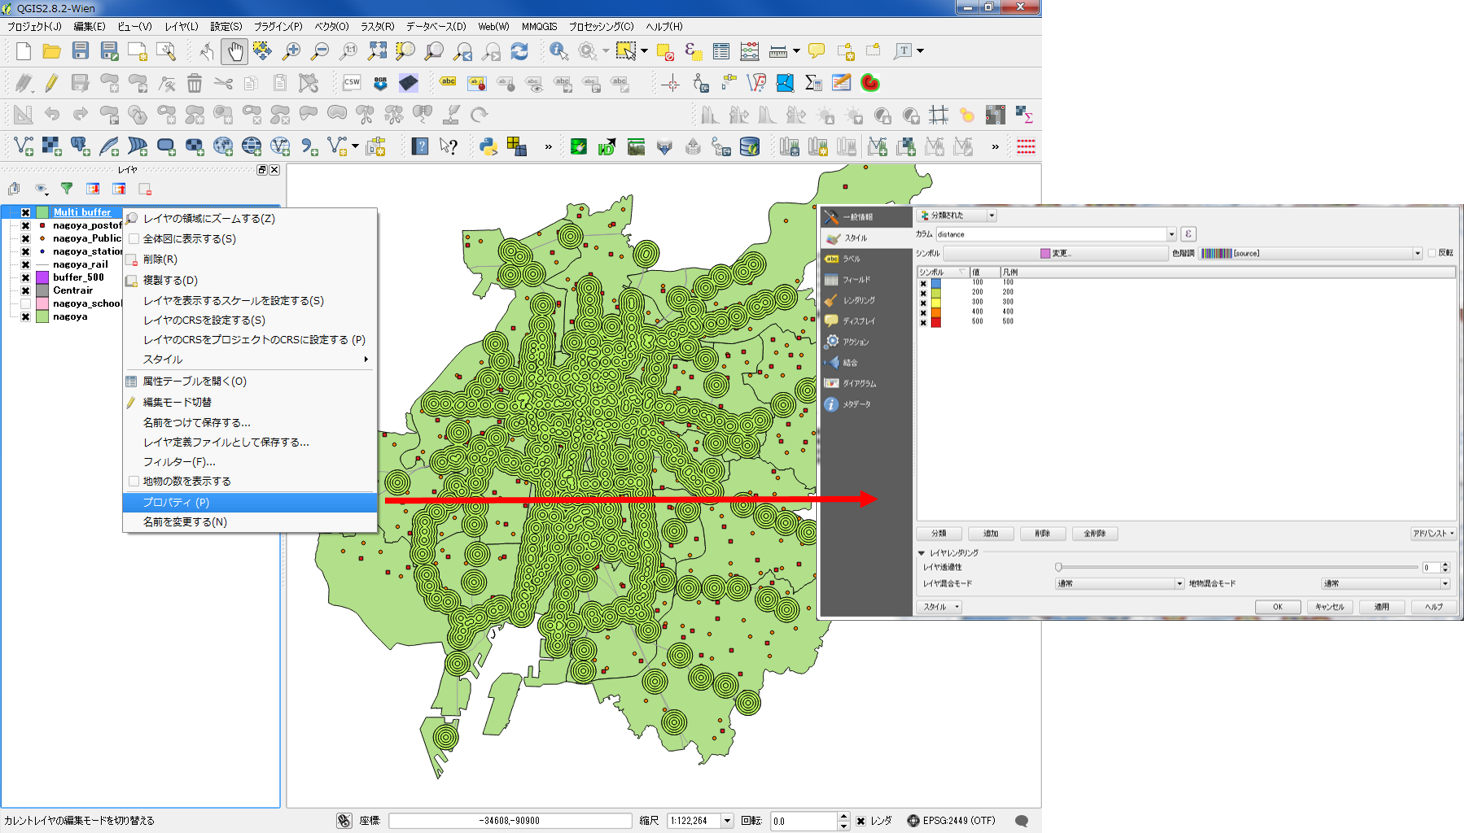 QGIS2.8.2-Wien
プロジェクト(J) 編集(E) ビュー(V) レイヤ(L) 設定(S) プラグイン(P) ベクタ(O) ラスタ(R) データベース(D) Web(W) MMQGIS プロセッシング(C) ヘルプ(H)
CSW
abc
レイヤ
Multi buffer
nagoya_postof
nagoya_Public
nagoya_station
nagoya_rail
buffer_500
Centrair
nagoya_school
nagoya
レイヤの領域にズームする(Z)
全体図に表示する(S)
削除(R)
複製する(D)
レイヤを表示するスケールを設定する(S)
レイヤのCRSを設定する(S)
レイヤのCRSをプロジェクトのCRSに設定する (P)
スタイル
属性テーブルを開く(O)
編集モード切替
名前をつけて保存する...
レイヤ定義ファイルとして保存する...
フィルター(F)...
地物の数を表示する
プロパティ (P)
名前を変更する(N)
一般情報
スタイル
ラベル
フィールド
レンダリング
ディスプレイ
アクション
結合
ダイアグラム
メタデータ
分類された
カラム distance ε
シンボル 変更... 色階調 [source] 反転
シンボル 値 凡例
100 100
200 200
300 300
400 400
500 500
分類 追加 削除 全削除 アドバンスト
レイヤレンダリング
レイヤ透過性 0
レイヤ混合モード 通常 地物混合モード 通常
スタイル OK キャンセル 適用 ヘルプ
カレントレイヤの編集モードを切り替える 座標: -34608,-90900 縮尺 1:122,264 回転: 0.0 レンダ EPSG:2449 (OTF)